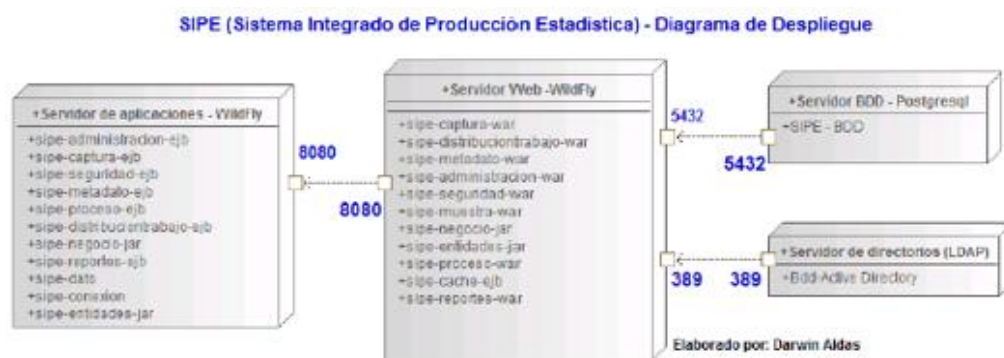 SIPE (Sistema Integrado de Producción Estadística) - Diagrama de Despliegue
+Servidor de aplicaciones - WildFly
+sipe-administracion-ejb
+sipe-captura-ejb
+sipe-seguridad-ejb
+sipe-metadato-ejb
+sipe-proceso-ejb
+sipe-distribuciontrabajo-ejb
+sipe-negocio-jar
+sipe-reportes-ejb
+sipe-dato
+sipe-conexion
+sipe-entidades-jar
8080
8080
+Servidor Web -WildFly
+sipe-captura-war
+sipe-distribuciontrabajo-war
+sipe-metadato-war
+sipe-administracion-war
+sipe-seguridad-war
+sipe-muestra-war
+sipe-negocio-jar
+sipe-entidades-jar
+sipe-proceso-war
+sipe-cache-ejb
+sipe-reportes-war
5432
5432
+Servidor BDD - Postgresql
+SIPE - BDD
389
389
+Servidor de directorios (LDAP)
+Bdd-Active Directory
Elaborado por: Darwin Aldas